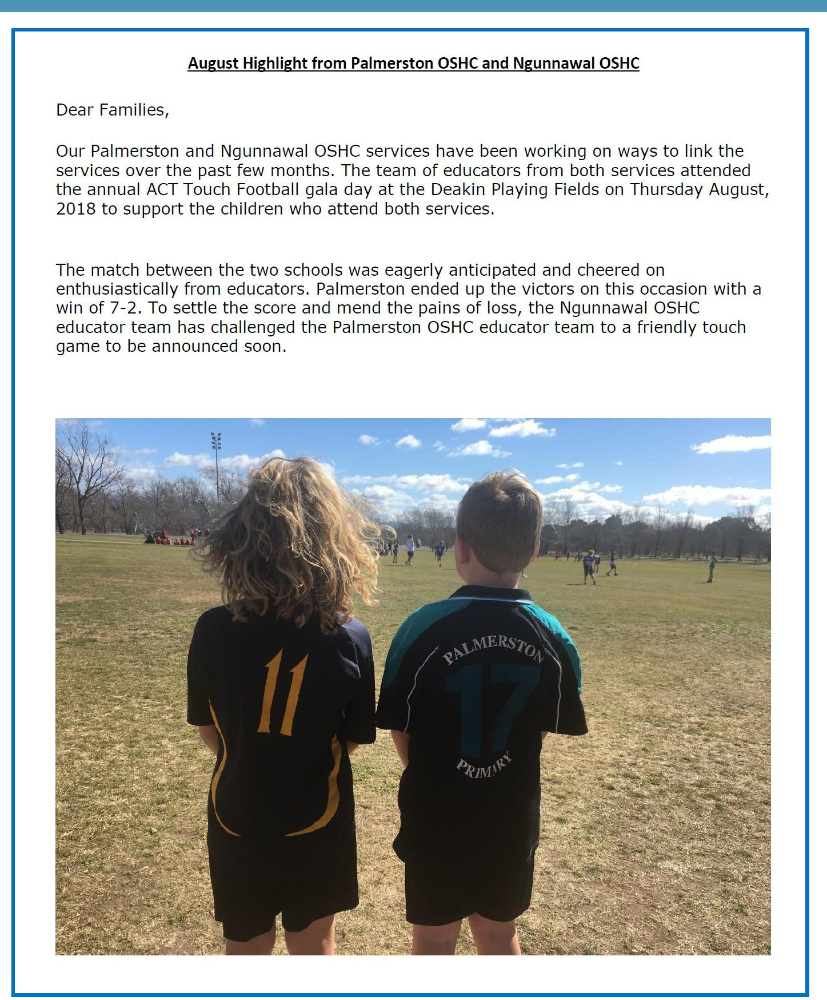 August Highlight from Palmerston OSHC and Ngunnawal OSHC
Dear Families,
Our Palmerston and Ngunnawal OSHC services have been working on ways to link the
services over the past few months. The team of educators from both services attended
the annual ACT Touch Football gala day at the Deakin Playing Fields on Thursday August,
2018 to support the children who attend both services.
The match between the two schools was eagerly anticipated and cheered on
enthusiastically from educators. Palmerston ended up the victors on this occasion with a
win of 7-2. To settle the score and mend the pains of loss, the Ngunnawal OSHC
educator team has challenged the Palmerston OSHC educator team to a friendly touch
game to be announced soon.
11
PALMERSTON
17
PRIMARY